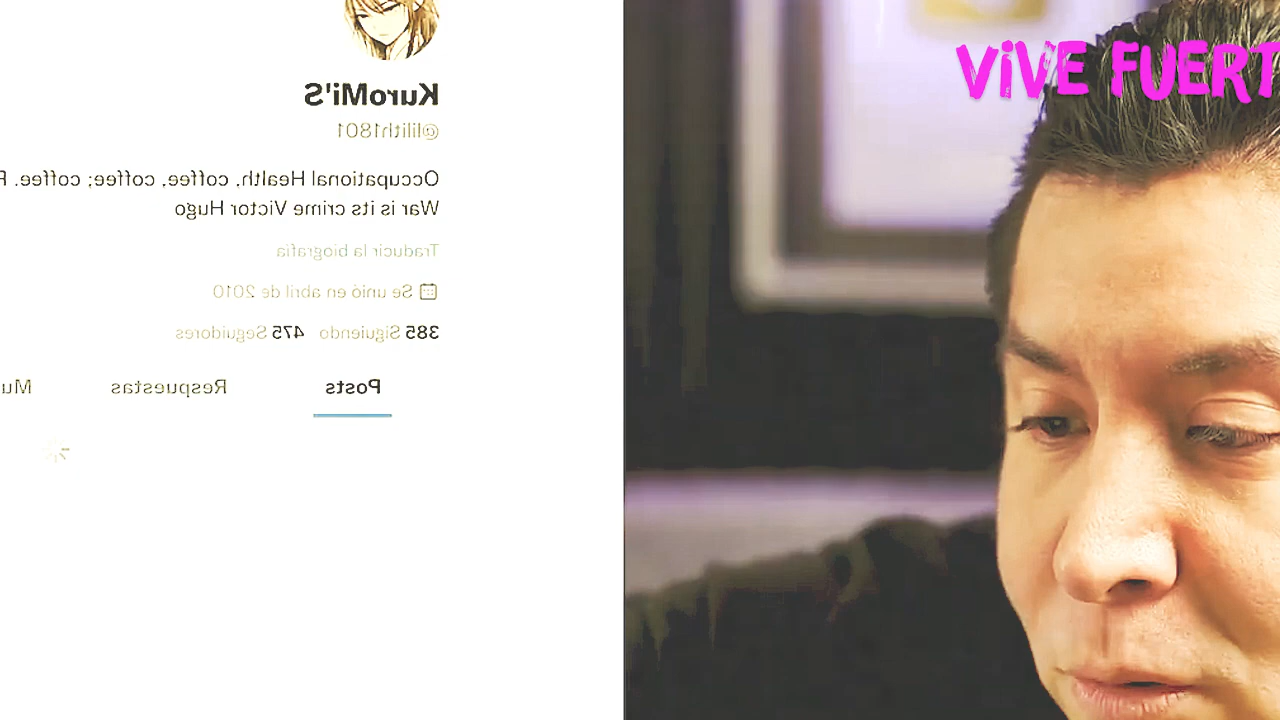 KuroMi'S
@lilith1801
Occupational Health, coffee, coffee; coffee.
War is its crime Victor Hugo
Traducir la biografía
Se unió en abril de 2010
385 Siguiendo 475 Seguidores
Posts Respuestas
ViVE FUERT